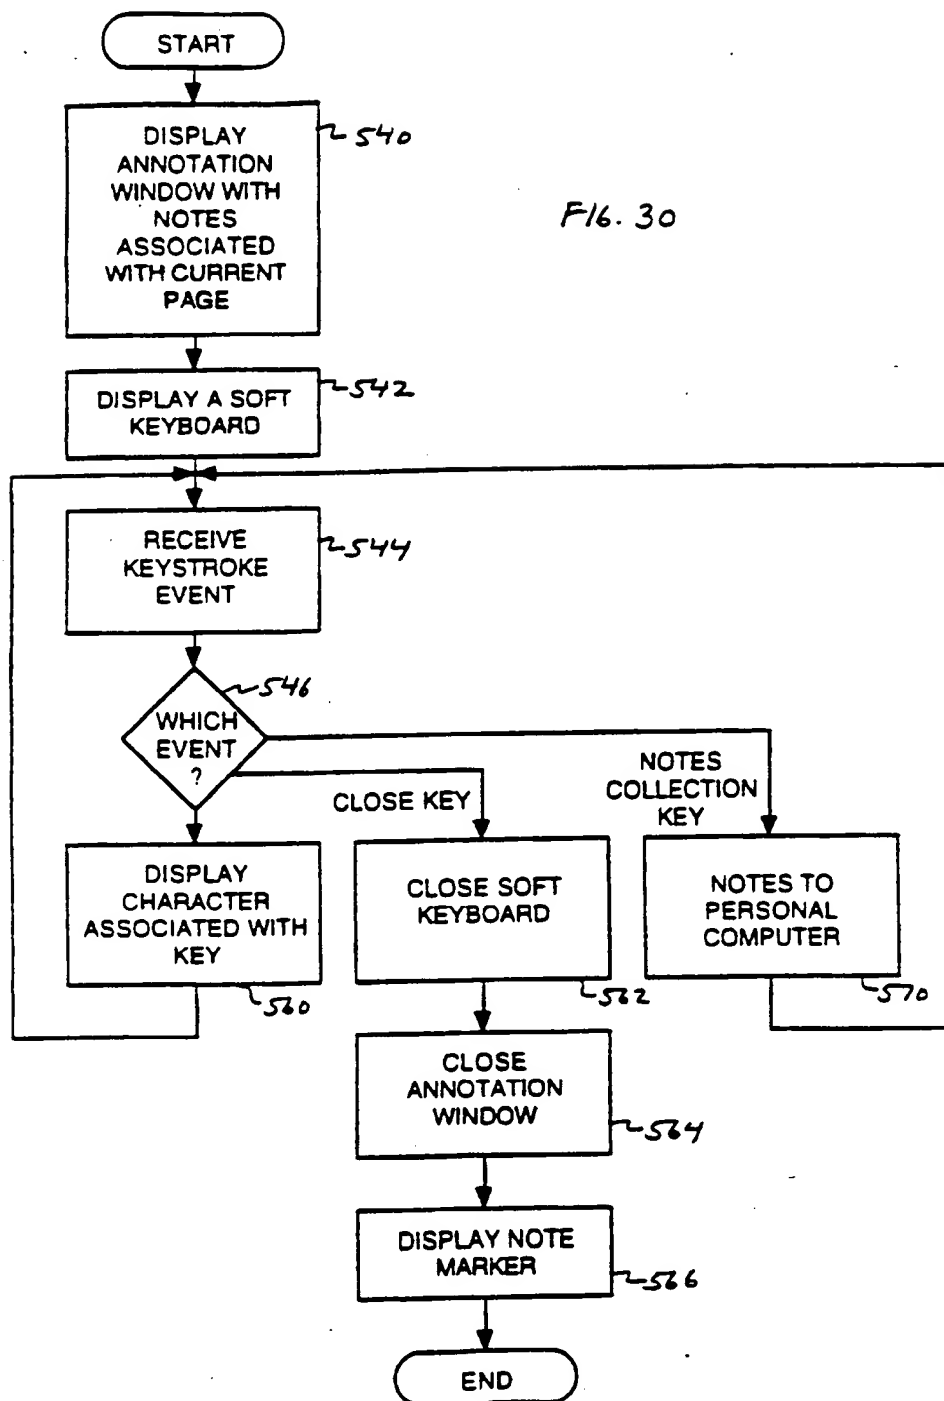 START
DISPLAY
ANNOTATION
WINDOW WITH
NOTES
ASSOCIATED
WITH CURRENT
PAGE
540
FIG. 30
DISPLAY A SOFT
KEYBOARD
542
RECEIVE
KEYSTROKE
EVENT
544
546
WHICH
EVENT
?
CLOSE KEY
NOTES
COLLECTION
KEY
DISPLAY
CHARACTER
ASSOCIATED WITH
KEY
560
CLOSE SOFT
KEYBOARD
562
NOTES TO
PERSONAL
COMPUTER
570
CLOSE
ANNOTATION
WINDOW
564
DISPLAY NOTE
MARKER
566
END